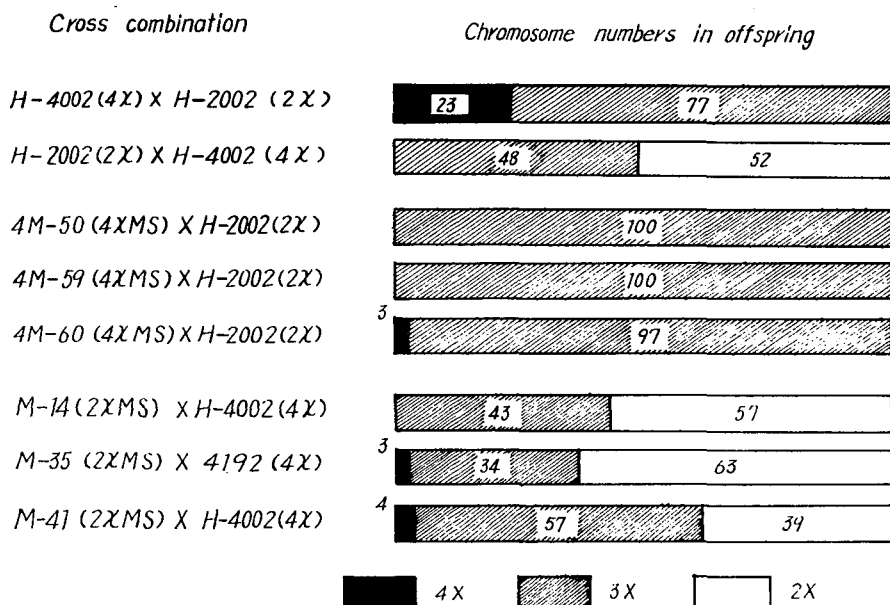 Cross combination Chromosome numbers in offspring
H-4002(4X) X H-2002 (2X) 23 77
H-2002(2X) X H-4002 (4X) 48 52
4M-50(4XMS) X H-2002(2X) 100
4M-59(4XMS) X H-2002(2X) 100
4M-60(4XMS) X H-2002(2X) 3 97
M-14(2XMS) X H-4002(4X) 43 57
M-35(2XMS) X 4192(4X) 3 34 63
M-41(2XMS) X H-4002(4X) 4 57 39
4X 3X 2X